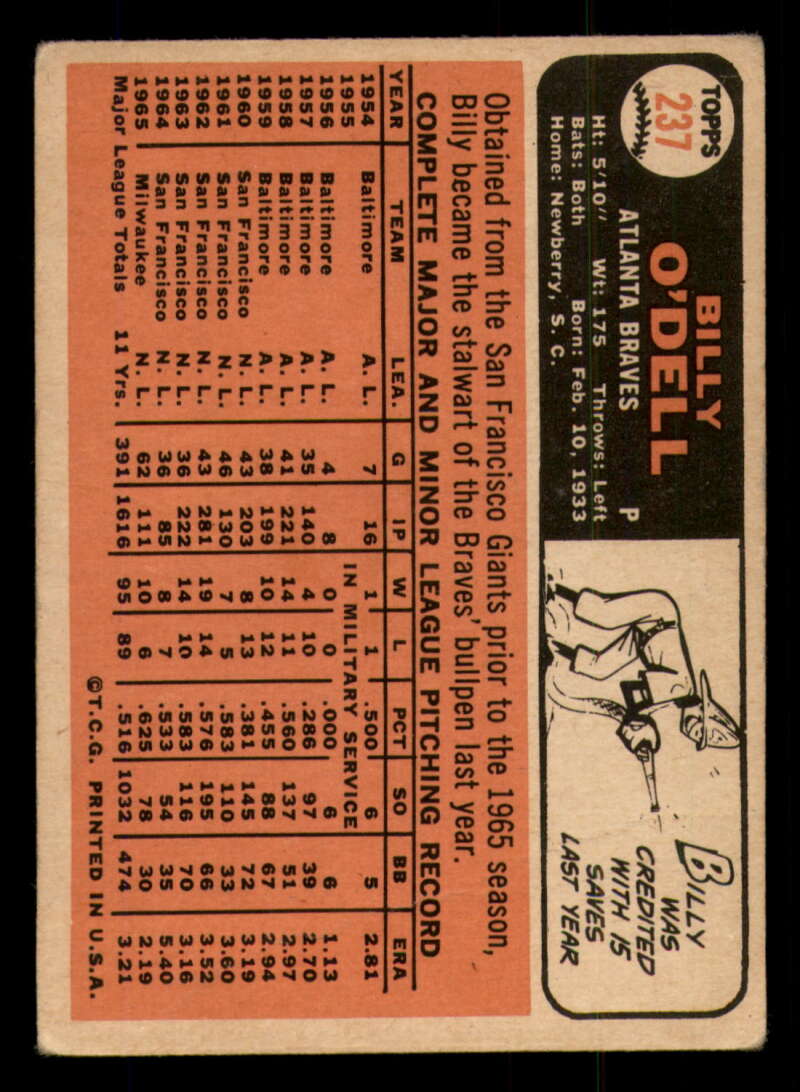 TOPPS
237
BILLY
O'DELL
ATLANTA BRAVES P
Ht: 5'10" Wt: 175 Throws: Left
Bats: Both Born: Feb. 10, 1933
Home: Newberry, S. C.
BILLY
WAS
CREDITED
WITH 15
SAVES
LAST YEAR
Obtained from the San Francisco Giants prior to the 1965 season,
Billy became the stalwart of the Braves' bullpen last year.
COMPLETE MAJOR AND MINOR LEAGUE PITCHING RECORD
YEAR TEAM LEA. G IP W L PCT SO BB ERA
1954 Baltimore A. L. 7 16 1 1 .500 6 5 2.81
1955 IN MILITARY SERVICE
1956 Baltimore A. L. 4 8 0 0 .000 6 6 1.13
1957 Baltimore A. L. 35 140 4 10 .286 97 39 2.70
1958 Baltimore A. L. 41 221 14 11 .560 137 51 2.97
1959 Baltimore A. L. 38 199 10 12 .455 88 67 2.94
1960 San Francisco N. L. 43 203 8 13 .381 145 72 3.19
1961 San Francisco N. L. 46 130 7 5 .583 110 33 3.60
1962 San Francisco N. L. 43 281 19 14 .576 195 66 3.52
1963 San Francisco N. L. 36 222 14 10 .583 116 70 3.16
1964 San Francisco N. L. 36 85 8 7 .533 54 35 5.40
1965 Milwaukee N. L. 62 111 10 6 .625 78 30 2.19
Major League Totals 11 Yrs. 391 1616 95 89 .516 1032 474 3.21
©T.C.G. PRINTED IN U.S.A.